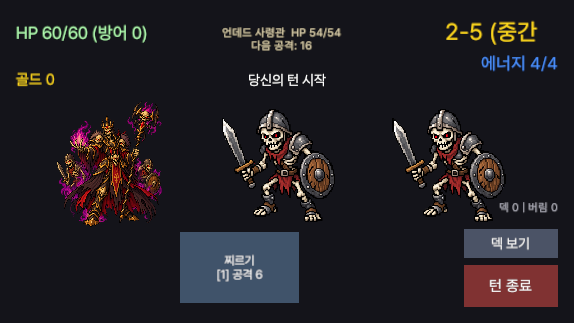 HP 60/60 (방어 0)
언데드 사령관 HP 54/54
다음 공격: 16
2-5 (중간
에너지 4/4
골드 0
당신의 턴 시작
덱 0 | 버림 0
찌르기
[1] 공격 6
덱 보기
턴 종료